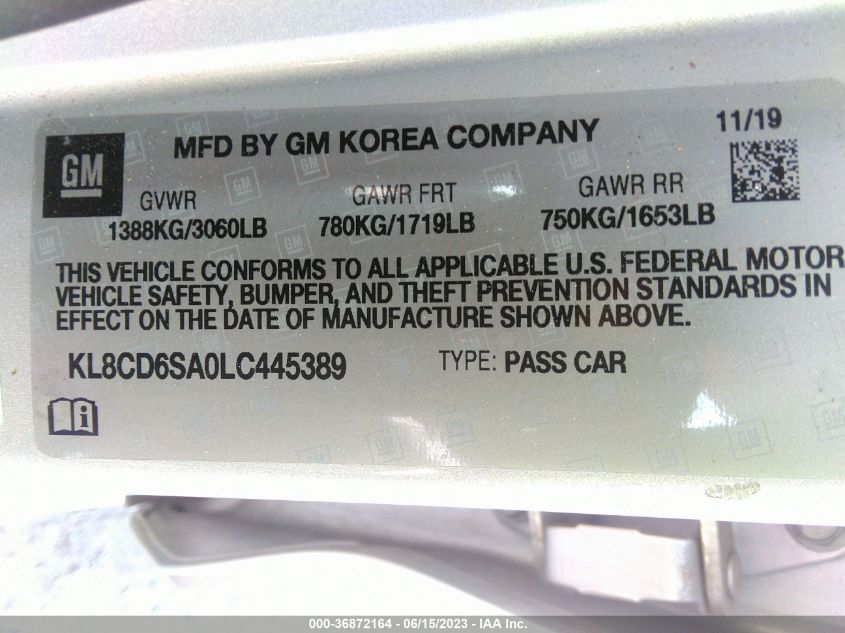 GM
MFD BY GM KOREA COMPANY
11/19
GVWR GAWR FRT GAWR RR
1388KG/3060LB 780KG/1719LB 750KG/1653LB
THIS VEHICLE CONFORMS TO ALL APPLICABLE U.S. FEDERAL MOTOR
VEHICLE SAFETY, BUMPER, AND THEFT PREVENTION STANDARDS IN
EFFECT ON THE DATE OF MANUFACTURE SHOWN ABOVE.
KL8CD6SA0LC445389 TYPE: PASS CAR
000-36872164 - 06/15/2023 - IAA Inc.